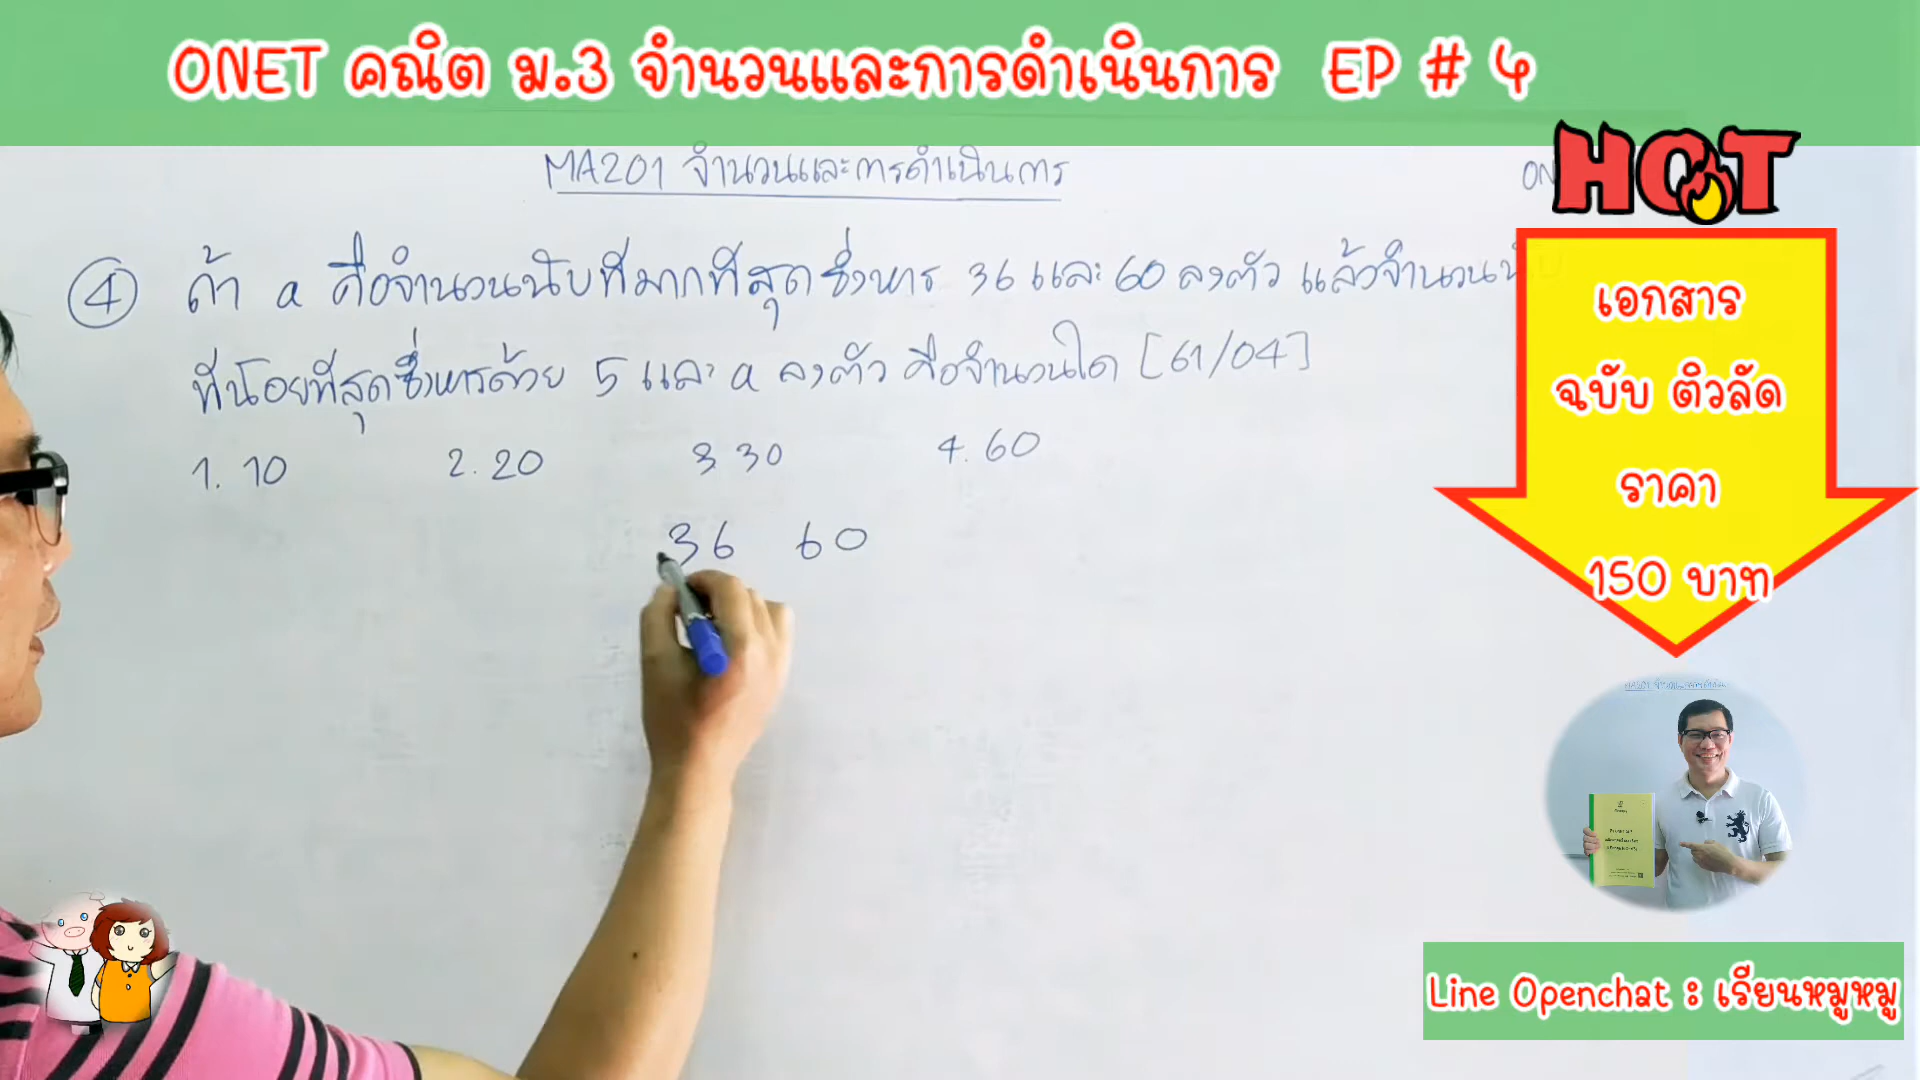 ONET คณิต ม.3 จำนวนและการดำเนินการ EP # 4
MA201 จำนวนและการดำเนินการ
ON
HOT
④ ถ้า a คือจำนวนนับที่มากที่สุดซึ่งหาร 36 และ 60 ลงตัว แล้วจำนวนนับ
ที่น้อยที่สุดซึ่งหารด้วย 5 และ a ลงตัว คือจำนวนใด [61/04]
1. 10 2. 20 3. 30 4. 60
36 60
เอกสาร
ฉบับ ติวลัด
ราคา
150 บาท
Line Openchat : เรียนหมูหมู